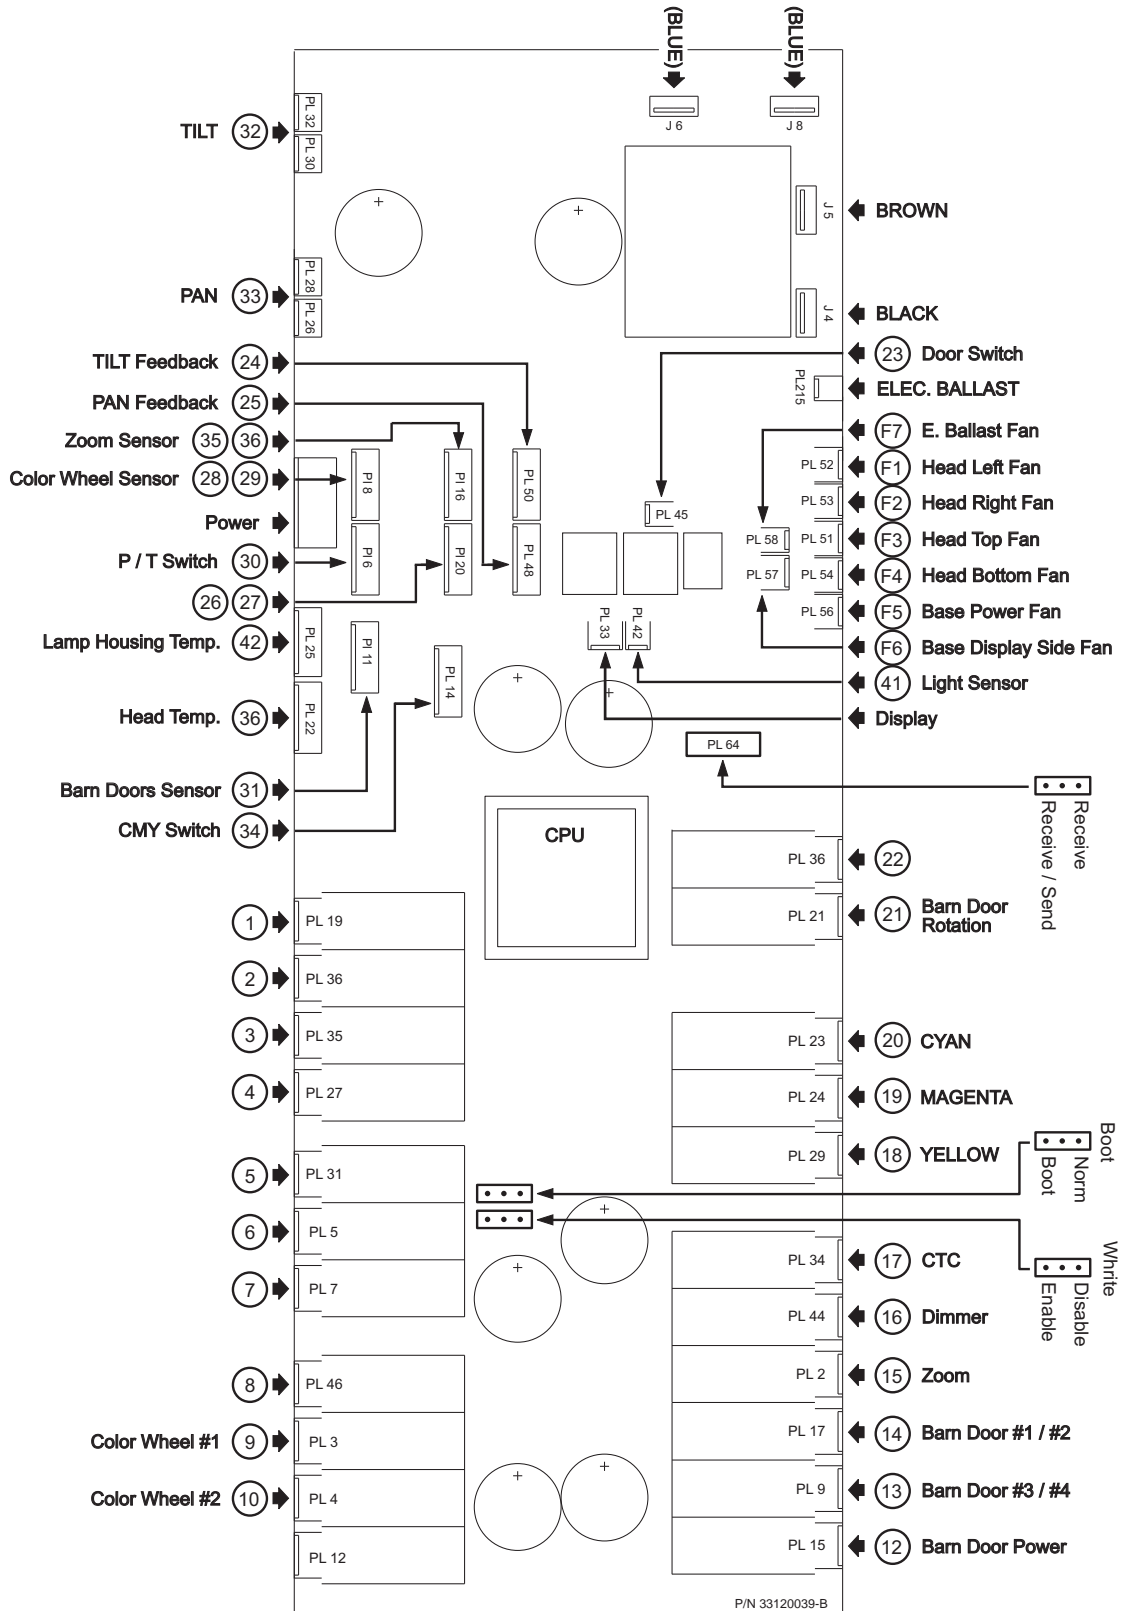 (BLUE)
(BLUE)
J 6
J 8
TILT 32
PL 32
PL 30
J 5
BROWN
PAN 33
PL 28
PL 26
J 4
BLACK
TILT Feedback 24
23 Door Switch
PAN Feedback 25
PL215
ELEC. BALLAST
Zoom Sensor 35 36
F7 E. Ballast Fan
Color Wheel Sensor 28 29
PI 8
PI 16
PL 50
PL 52
F1 Head Left Fan
Power
PL 45
PL 53
F2 Head Right Fan
P / T Switch 30
PI 6
PI 20
PL 48
PL 58
PL 51
F3 Head Top Fan
26 27
PL 57
PL 54
F4 Head Bottom Fan
PL 56
F5 Base Power Fan
Lamp Housing Temp. 42
PL 25
PI 11
PL 33
PL 42
F6 Base Display Side Fan
PL 14
41 Light Sensor
Head Temp. 36
PL 22
Display
PL 64
Barn Doors Sensor 31
Receive
Receive / Send
CMY Switch 34
CPU
PL 36
22
1
PL 19
PL 21
21 Barn Door
Rotation
2
PL 36
3
PL 35
PL 23
20 CYAN
4
PL 27
PL 24
19 MAGENTA
5
PL 31
PL 29
18 YELLOW
Boot
Norm
Boot
6
PL 5
PL 34
17 CTC
Whrite
Disable
Enable
7
PL 7
PL 44
16 Dimmer
8
PL 46
PL 2
15 Zoom
Color Wheel #1 9
PL 3
PL 17
14 Barn Door #1 / #2
Color Wheel #2 10
PL 4
PL 9
13 Barn Door #3 / #4
PL 12
PL 15
12 Barn Door Power
P/N 33120039-B